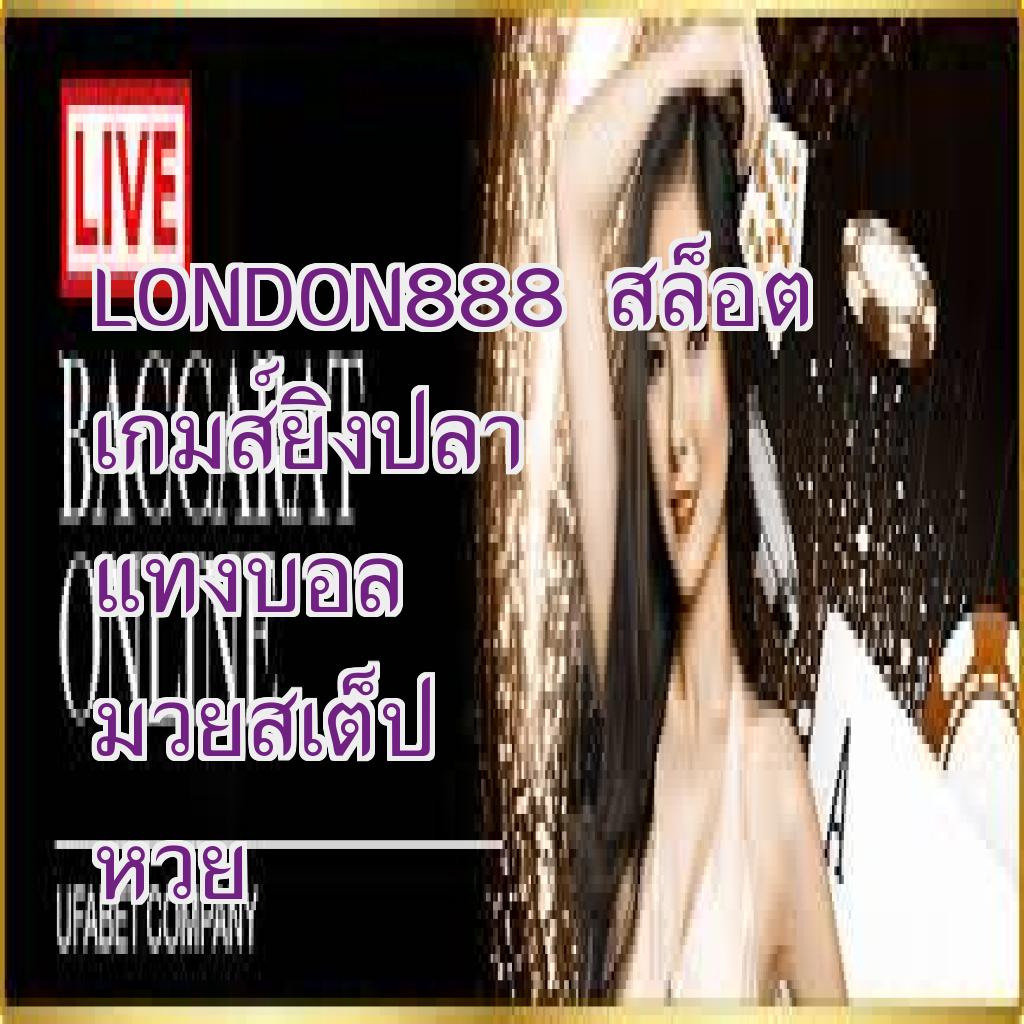 LIVE
LONDON888 สล็อต
BACCARAT
เกมส์ยิงปลา
ONLINE
แทงบอล
มวยสเต็ป
หวย
UFABET COMPANY
A